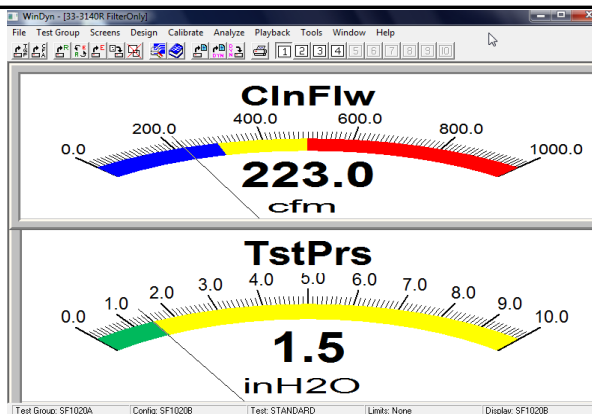 WinDyn - [33-3140R FilterOnly]
File Test Group Screens Design Calibrate Analyze Playback Tools Window Help
1 2 3 4 5 6 7 8 9 10
ClnFlw
0.0 200.0 400.0 600.0 800.0 1000.0
223.0
cfm
TstPrs
0.0 1.0 2.0 3.0 4.0 5.0 6.0 7.0 8.0 9.0 10.0
1.5
inH2O
Test Group: SF1020A Config: SF1020B Test: STANDARD Limits: None Display: SF1020B